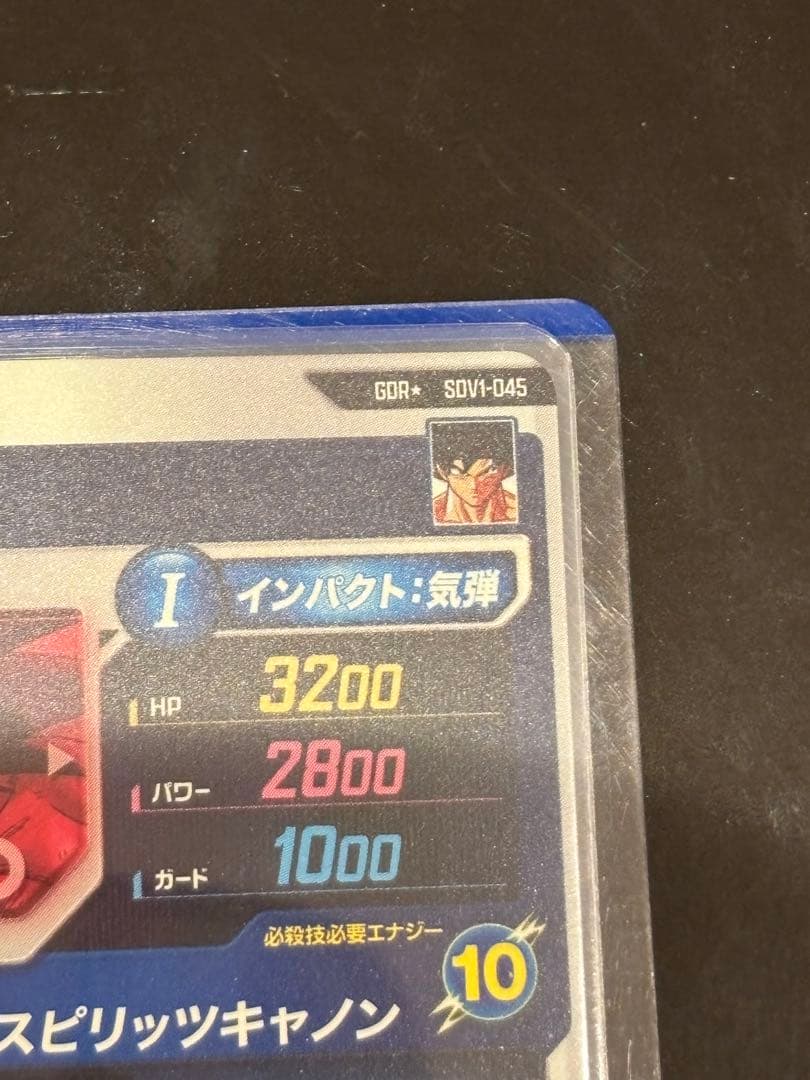 GDR★ SDV1-045
I インパクト：気弾
HP 3200
パワー 2800
ガード 1000
必殺技必要エナジー
10
スピリッツキャノン